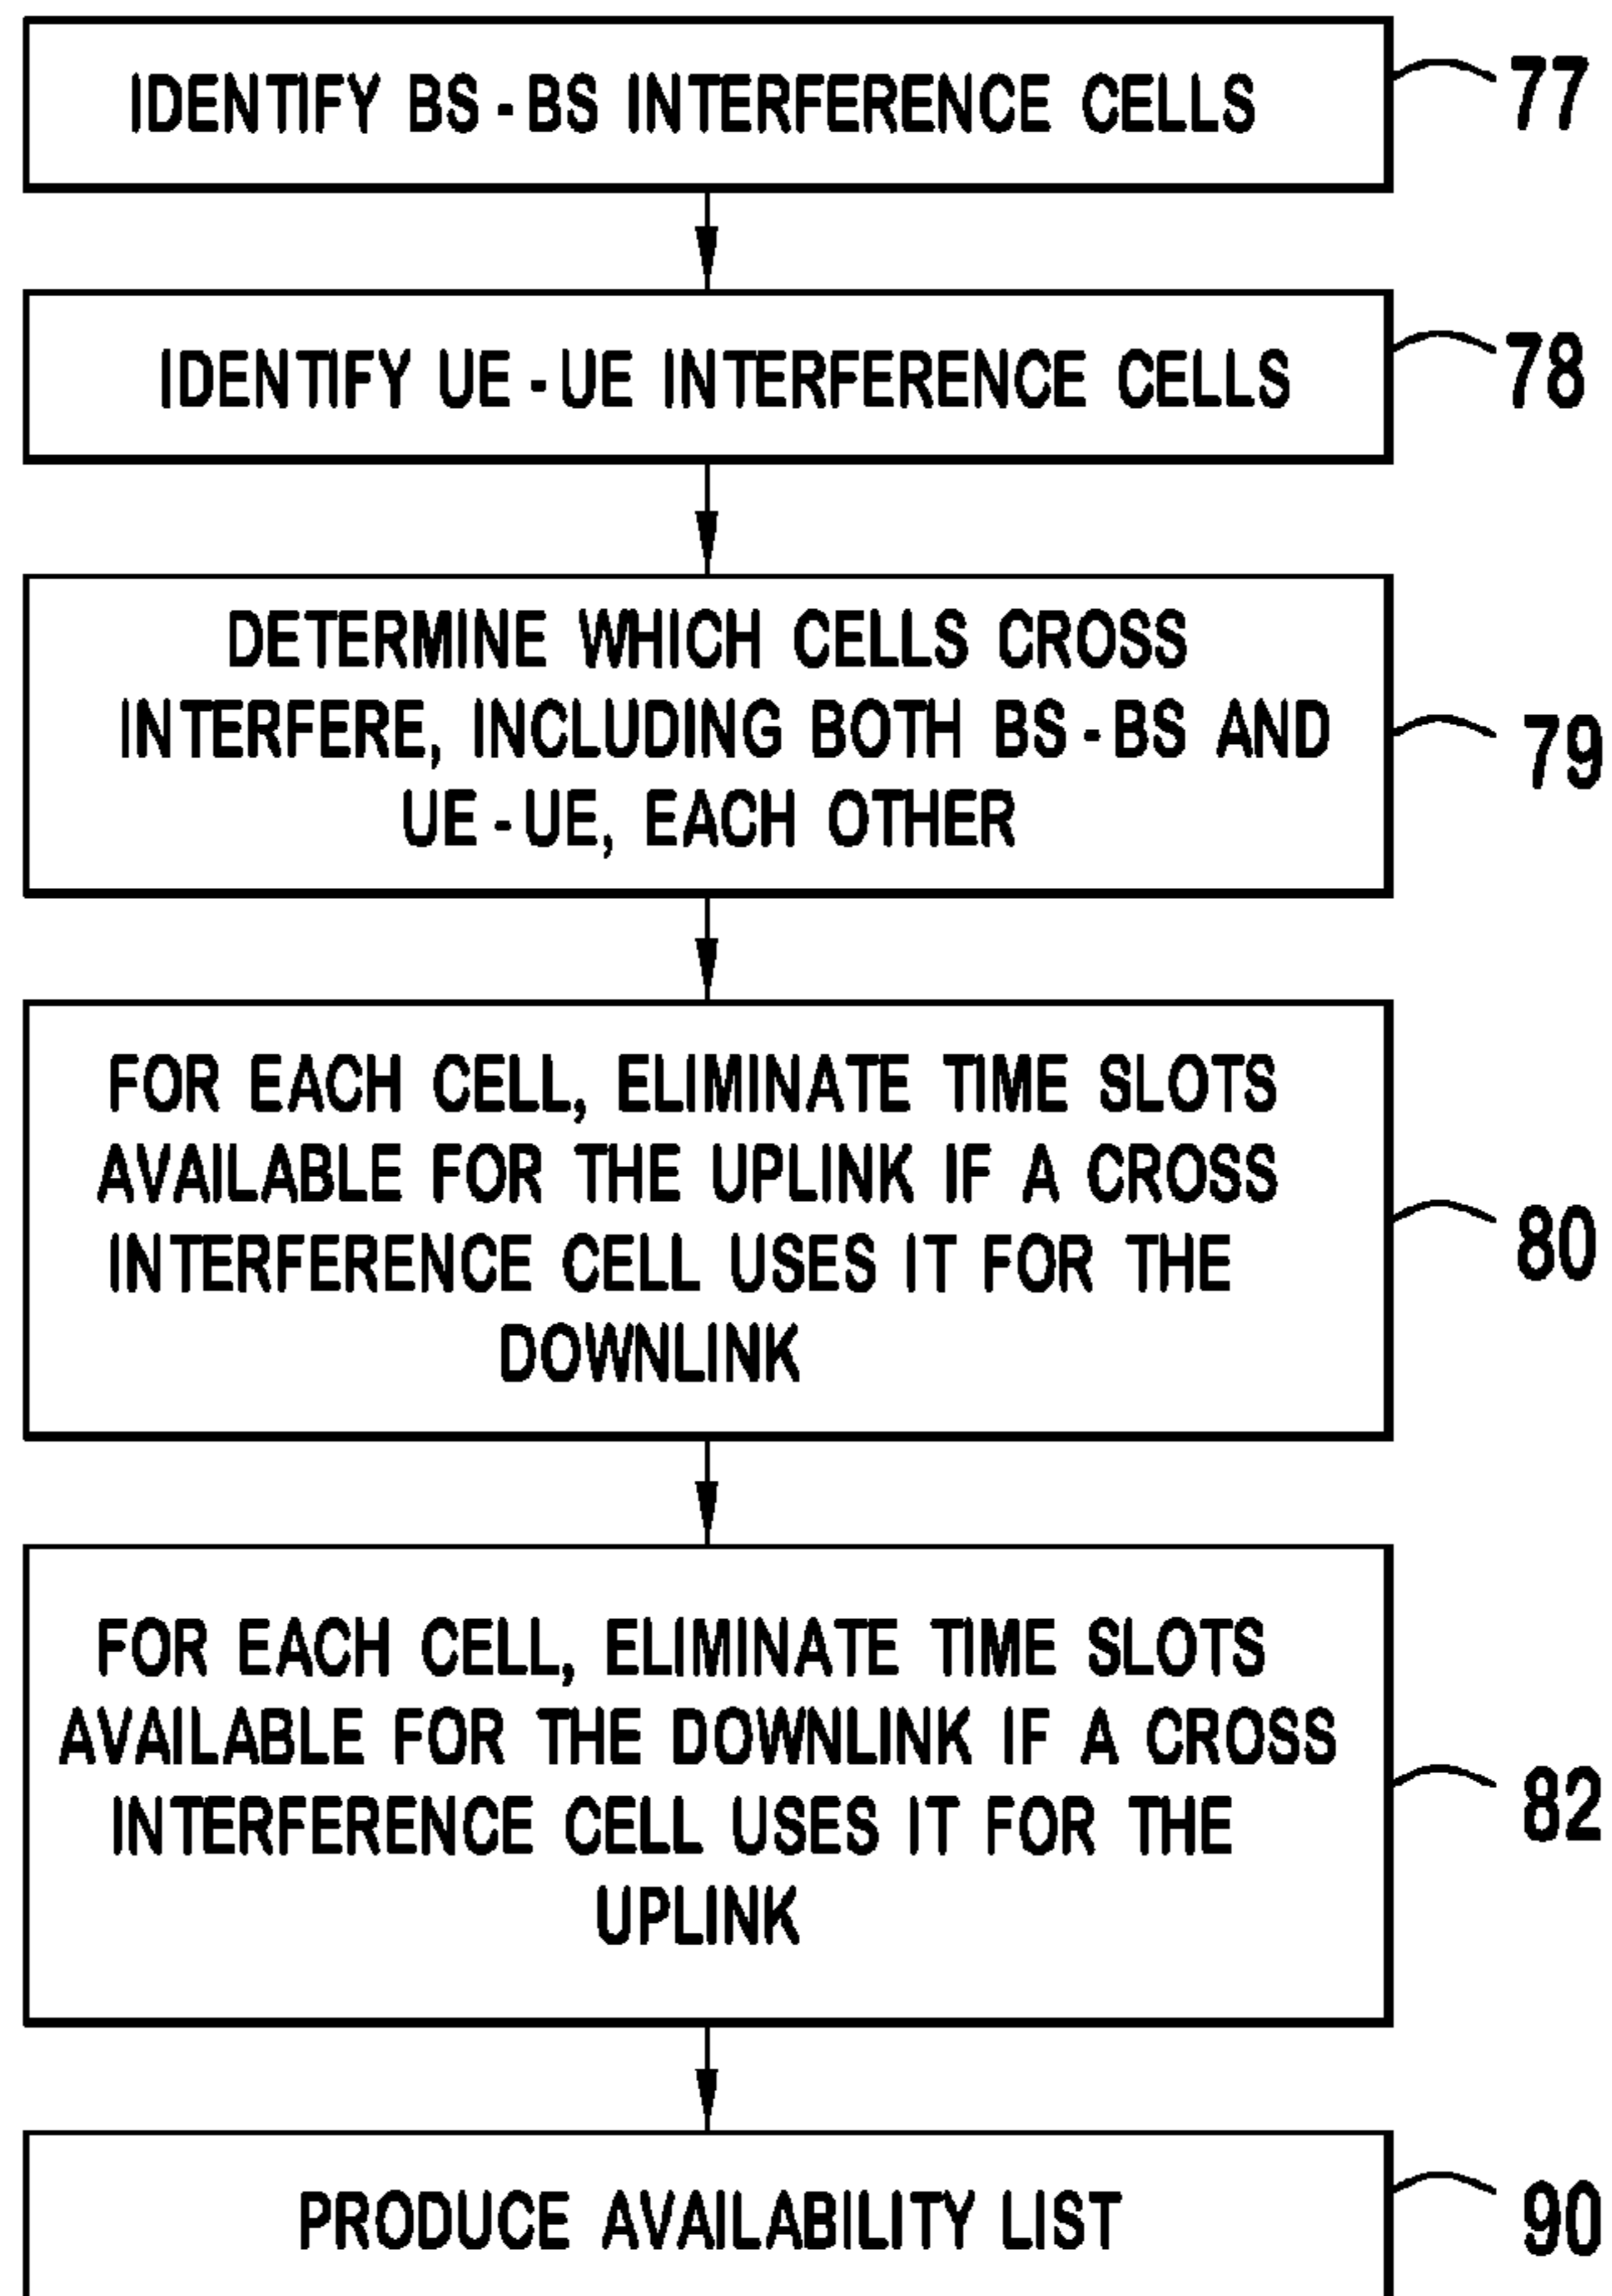 IDENTIFY BS-BS INTERFERENCE CELLS
77
IDENTIFY UE-UE INTERFERENCE CELLS
78
DETERMINE WHICH CELLS CROSS
INTERFERE, INCLUDING BOTH BS-BS AND
UE-UE, EACH OTHER
79
FOR EACH CELL, ELIMINATE TIME SLOTS
AVAILABLE FOR THE UPLINK IF A CROSS
INTERFERENCE CELL USES IT FOR THE
DOWNLINK
80
FOR EACH CELL, ELIMINATE TIME SLOTS
AVAILABLE FOR THE DOWNLINK IF A CROSS
INTERFERENCE CELL USES IT FOR THE
UPLINK
82
PRODUCE AVAILABILITY LIST
90